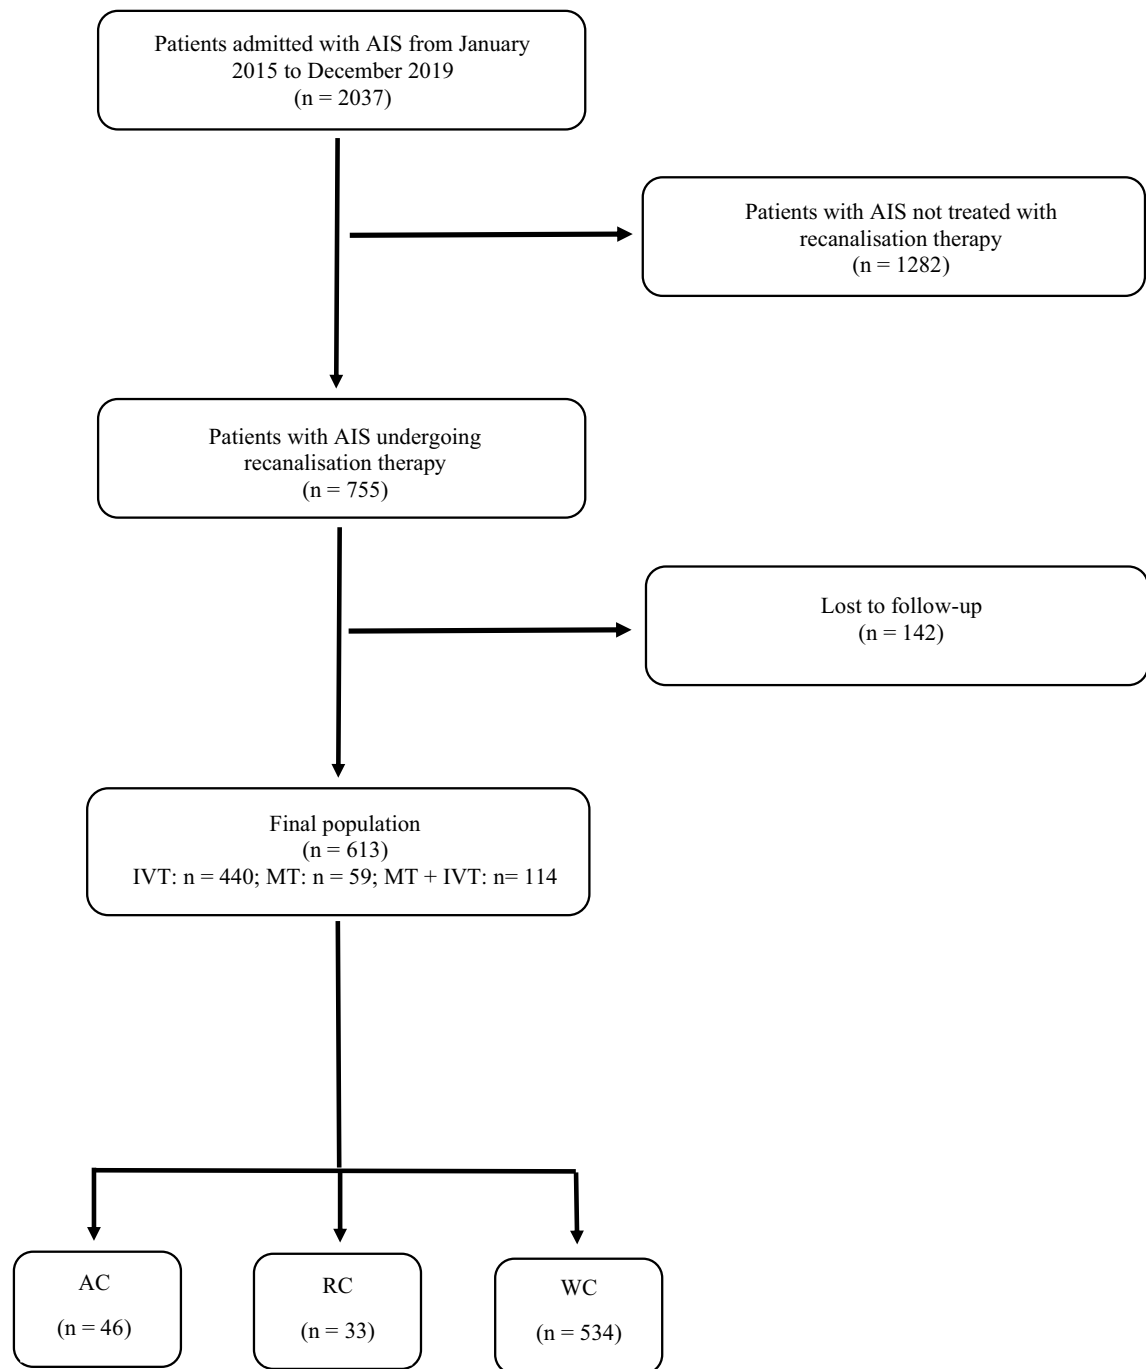 Patients admitted with AIS from January
2015 to December 2019
(n = 2037)
Patients with AIS not treated with
recanalisation therapy
(n = 1282)
Patients with AIS undergoing
recanalisation therapy
(n = 755)
Lost to follow-up
(n = 142)
Final population
(n = 613)
IVT: n = 440; MT: n = 59; MT + IVT: n= 114
AC
(n = 46)
RC
(n = 33)
WC
(n = 534)